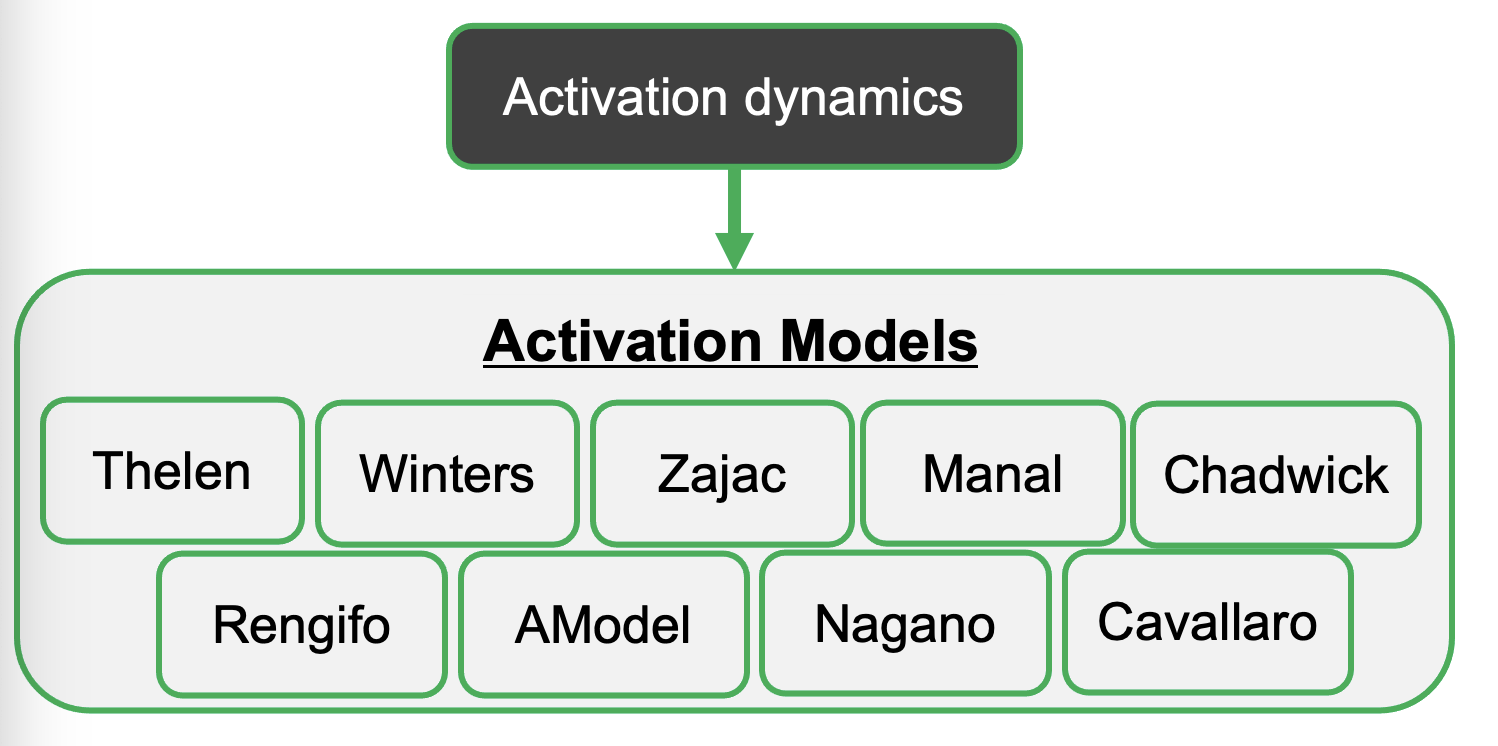 Activation dynamics
Activation Models
Thelen
Winters
Zajac
Manal
Chadwick
Rengifo
AModel
Nagano
Cavallaro